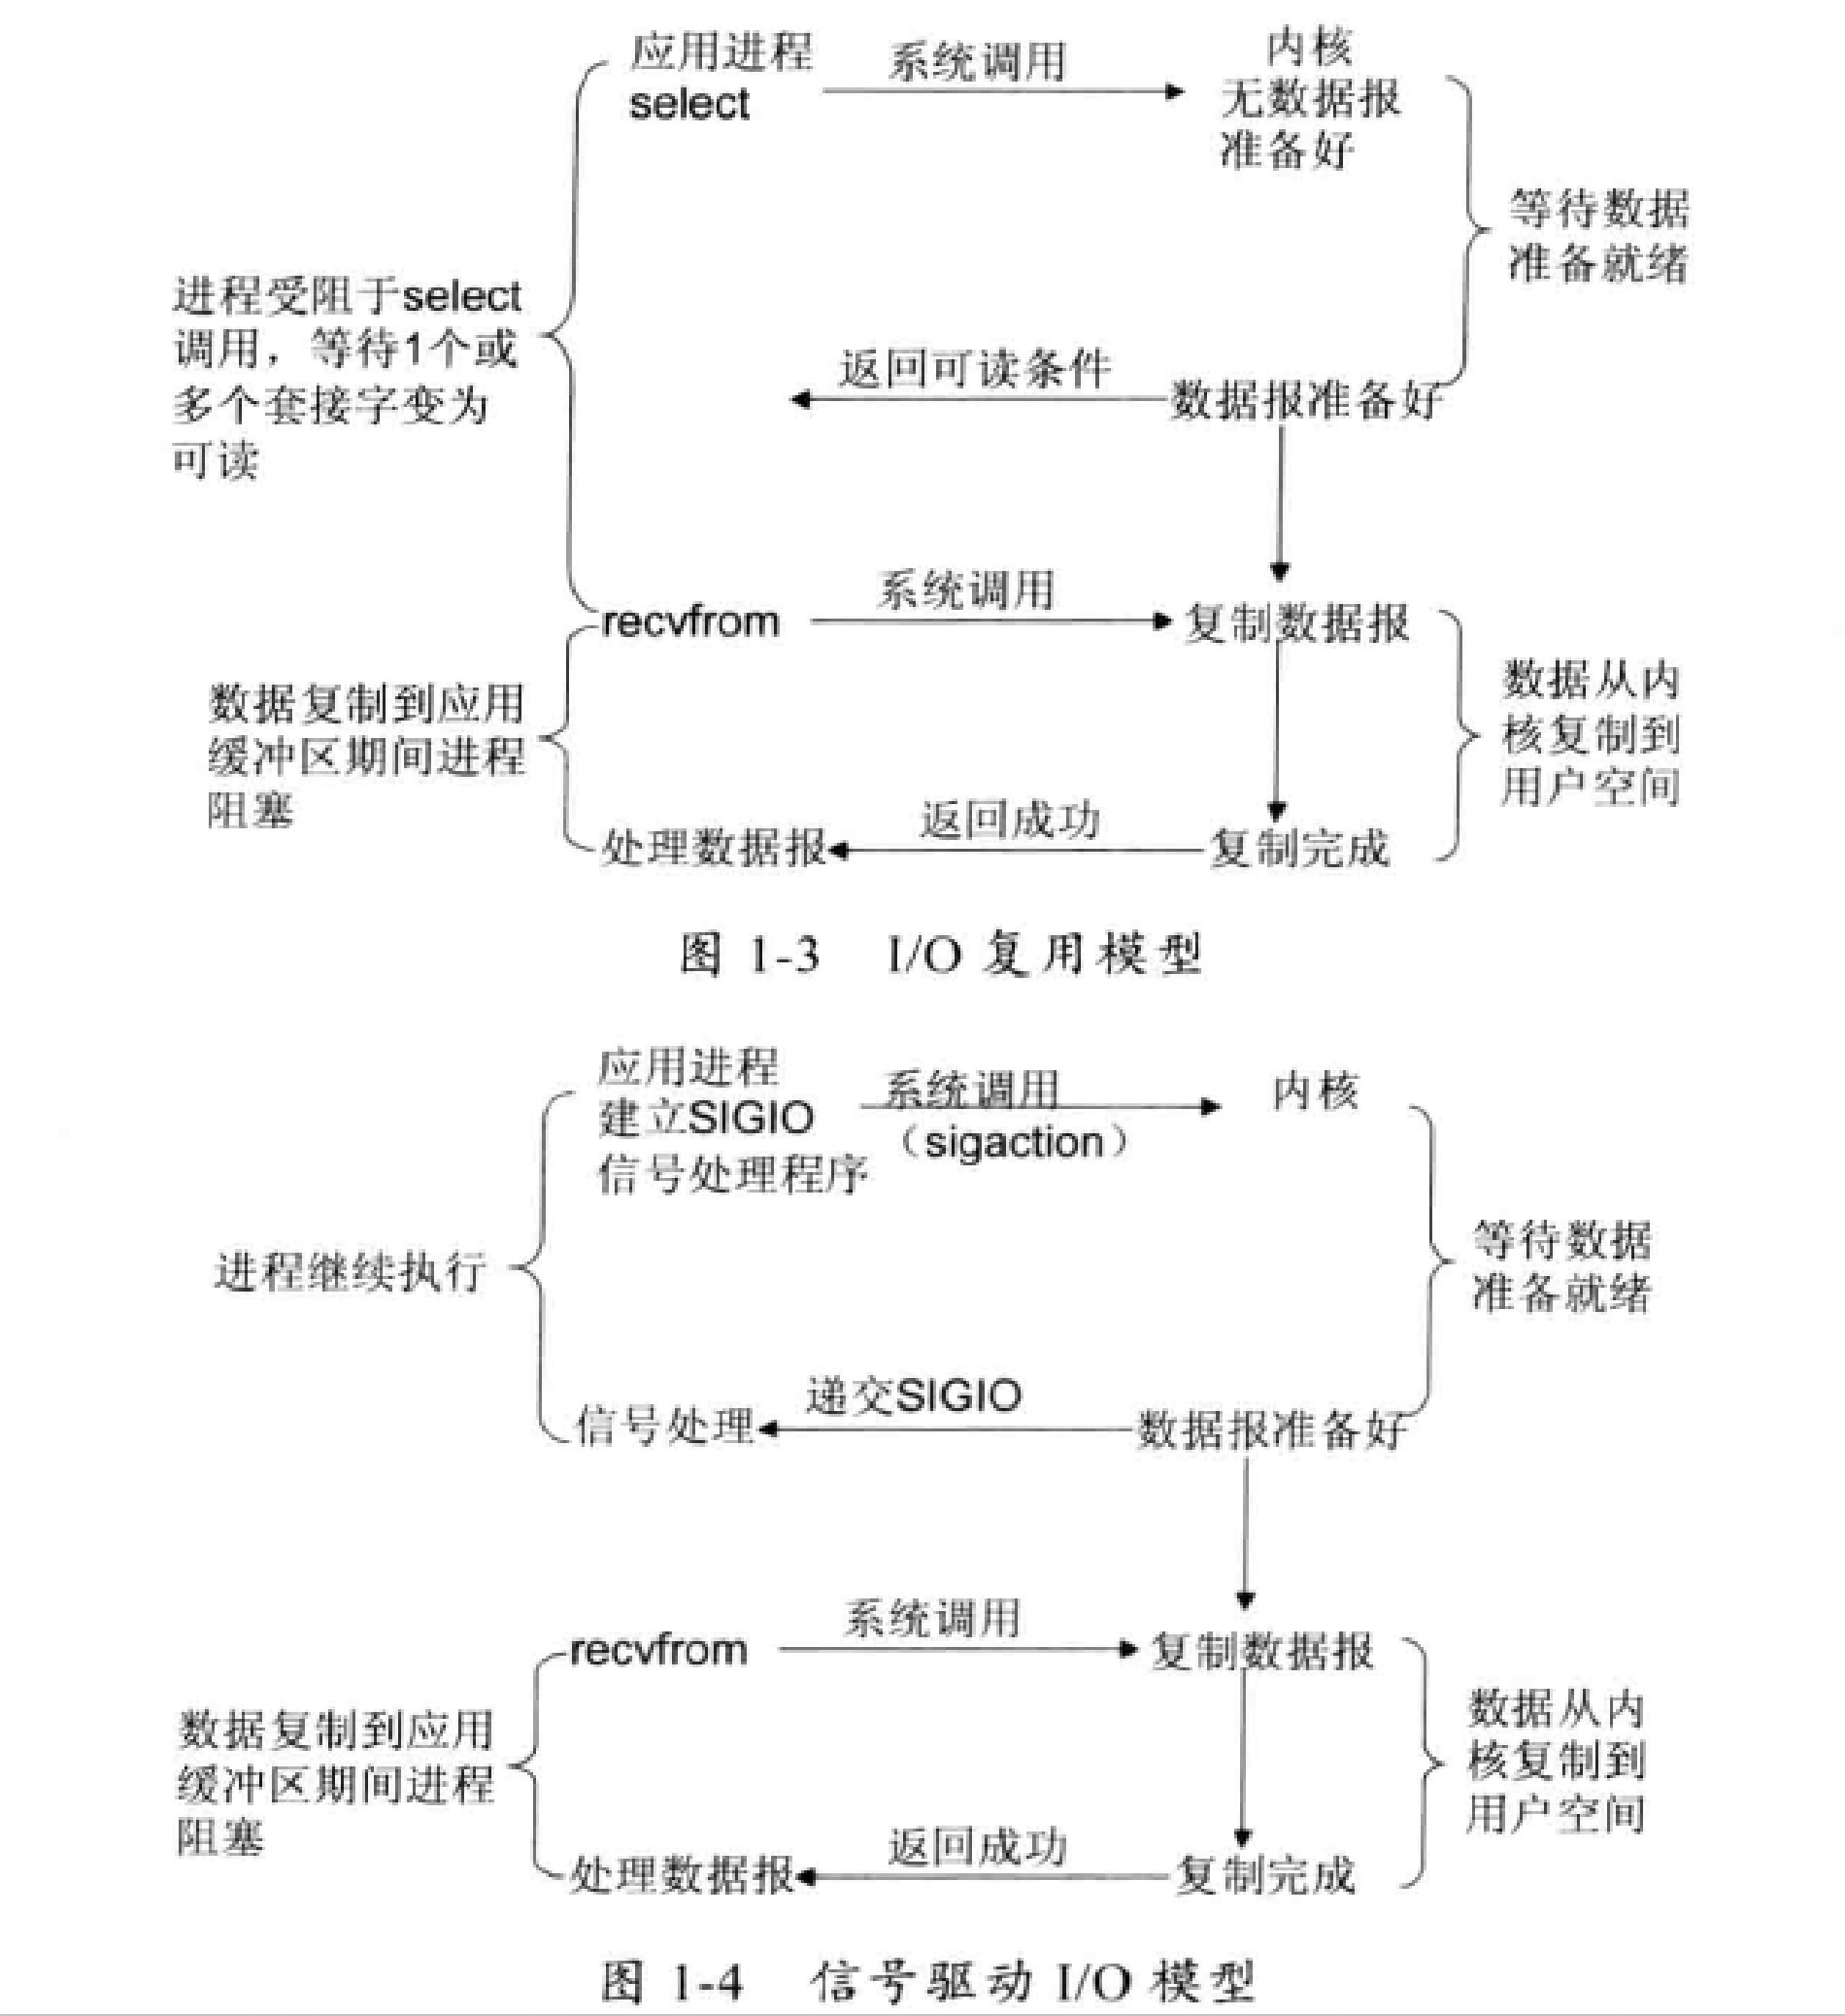 应用进程
select
系统调用
内核
无数据报
准备好
等待数据
准备就绪
进程受阻于select
调用，等待1个或
多个套接字变为
可读
返回可读条件
数据报准备好
recvfrom
系统调用
复制数据报
数据复制到应用
缓冲区期间进程
阻塞
数据从内
核复制到
用户空间
处理数据报
返回成功
复制完成
图 1-3 I/O 复用模型
应用进程
建立SIGIO
信号处理程序
系统调用
（sigaction）
内核
等待数据
准备就绪
进程继续执行
信号处理
递交SIGIO
数据报准备好
recvfrom
系统调用
复制数据报
数据复制到应用
缓冲区期间进程
阻塞
数据从内
核复制到
用户空间
处理数据报
返回成功
复制完成
图 1-4 信号驱动 I/O 模型